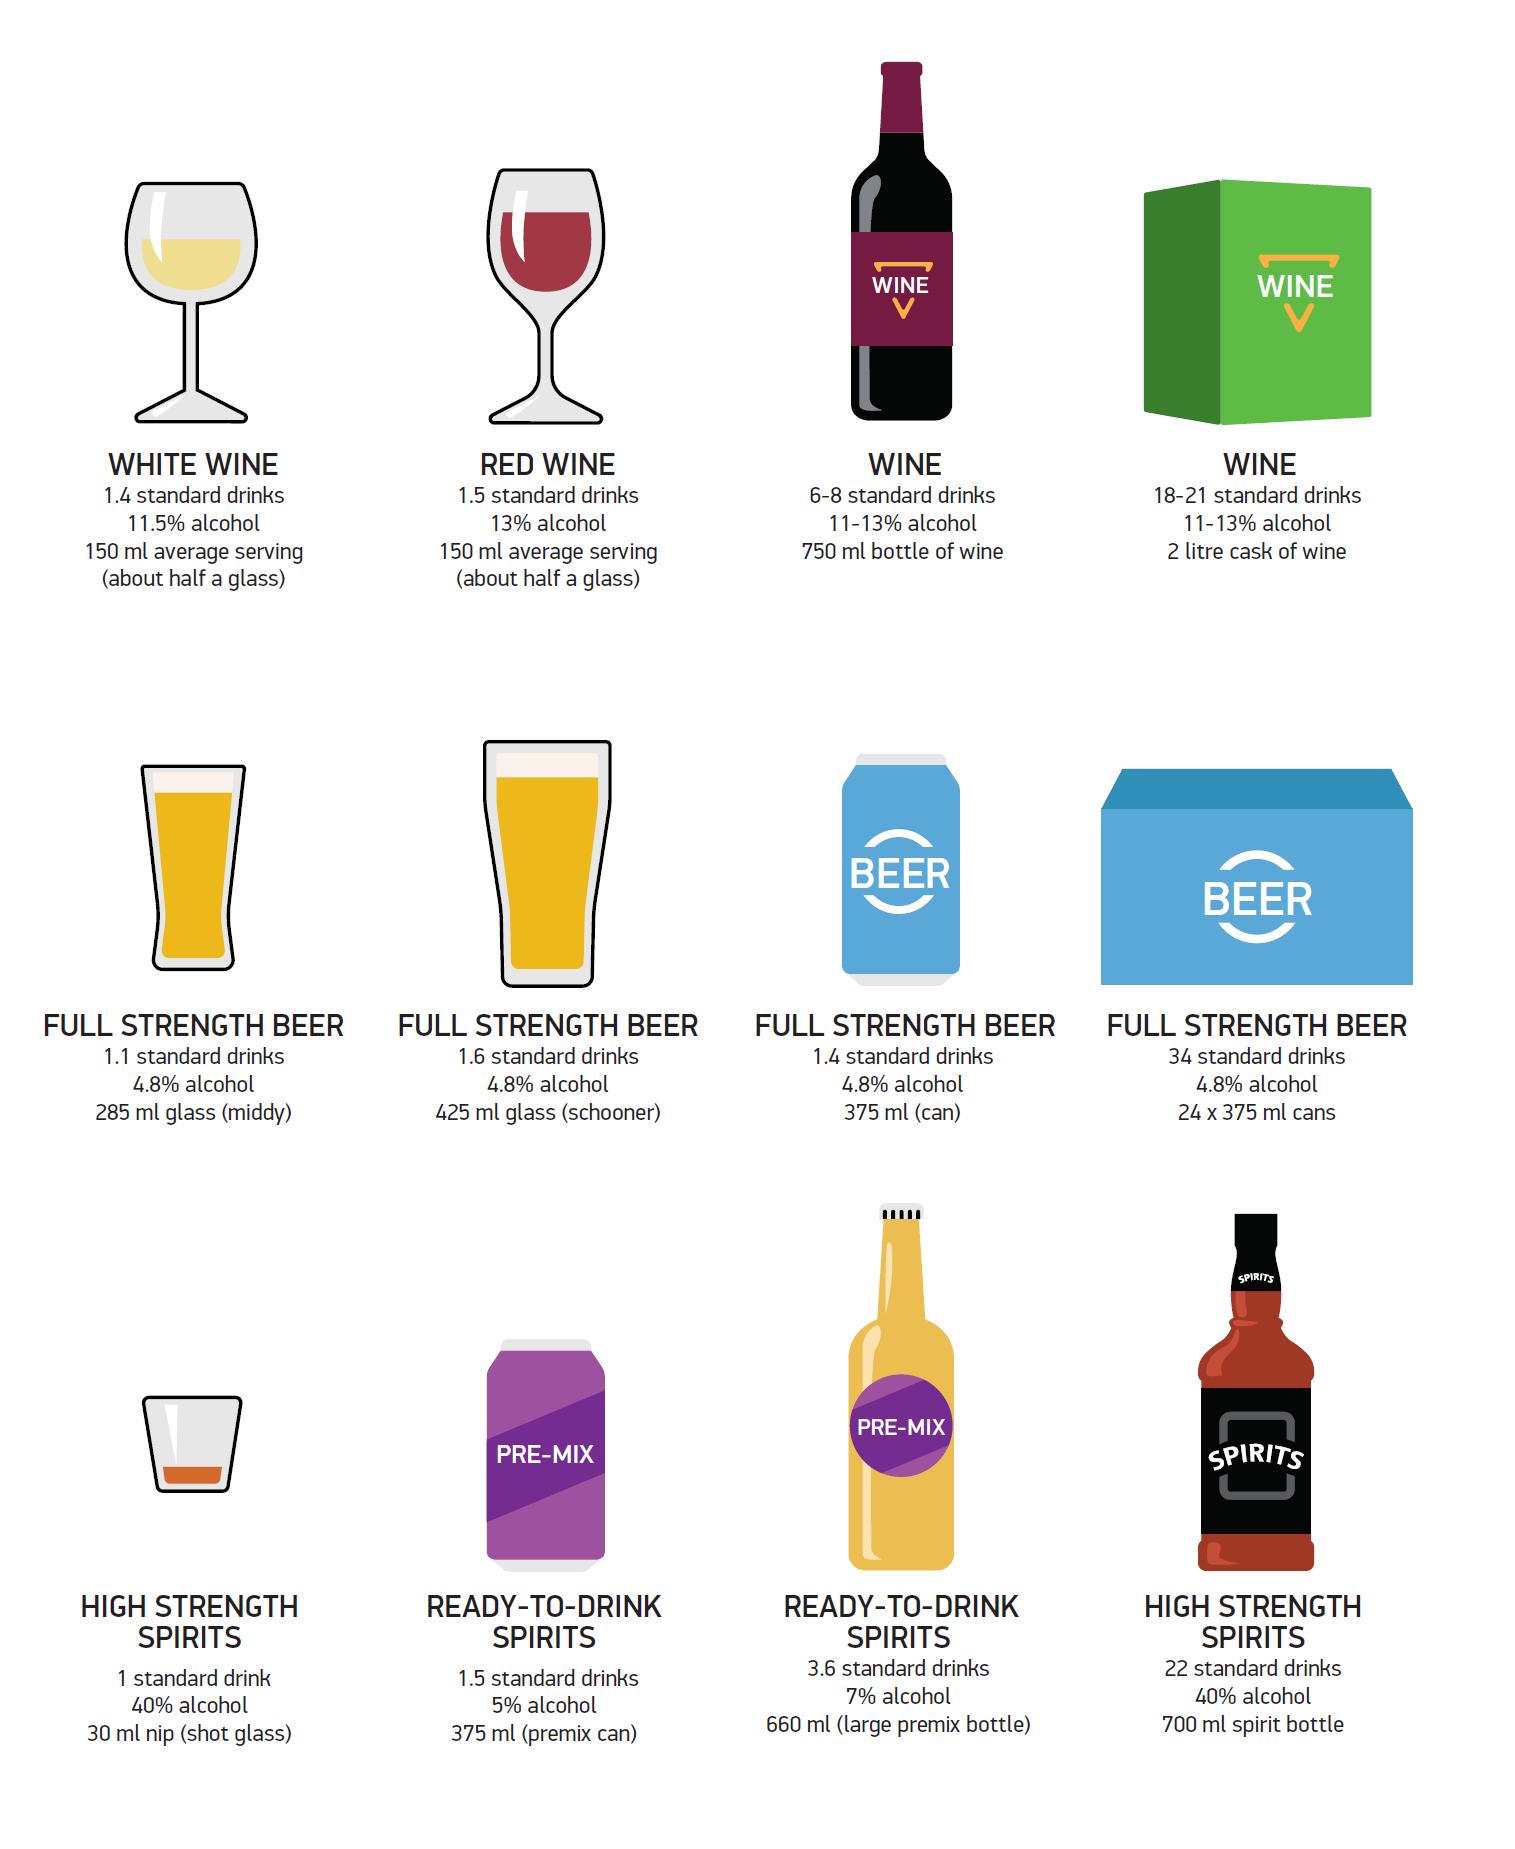 WINE
WINE
WHITE WINE
1.4 standard drinks
11.5% alcohol
150 ml average serving
(about half a glass)
RED WINE
1.5 standard drinks
13% alcohol
150 ml average serving
(about half a glass)
WINE
6-8 standard drinks
11-13% alcohol
750 ml bottle of wine
WINE
18-21 standard drinks
11-13% alcohol
2 litre cask of wine
BEER
BEER
FULL STRENGTH BEER
1.1 standard drinks
4.8% alcohol
285 ml glass (middy)
FULL STRENGTH BEER
1.6 standard drinks
4.8% alcohol
425 ml glass (schooner)
FULL STRENGTH BEER
1.4 standard drinks
4.8% alcohol
375 ml (can)
FULL STRENGTH BEER
34 standard drinks
4.8% alcohol
24 x 375 ml cans
PRE-MIX
PRE-MIX
SPIRITS
SPIRITS
HIGH STRENGTH
SPIRITS
1 standard drink
40% alcohol
30 ml nip (shot glass)
READY-TO-DRINK
SPIRITS
1.5 standard drinks
5% alcohol
375 ml (premix can)
READY-TO-DRINK
SPIRITS
3.6 standard drinks
7% alcohol
660 ml (large premix bottle)
HIGH STRENGTH
SPIRITS
22 standard drinks
40% alcohol
700 ml spirit bottle